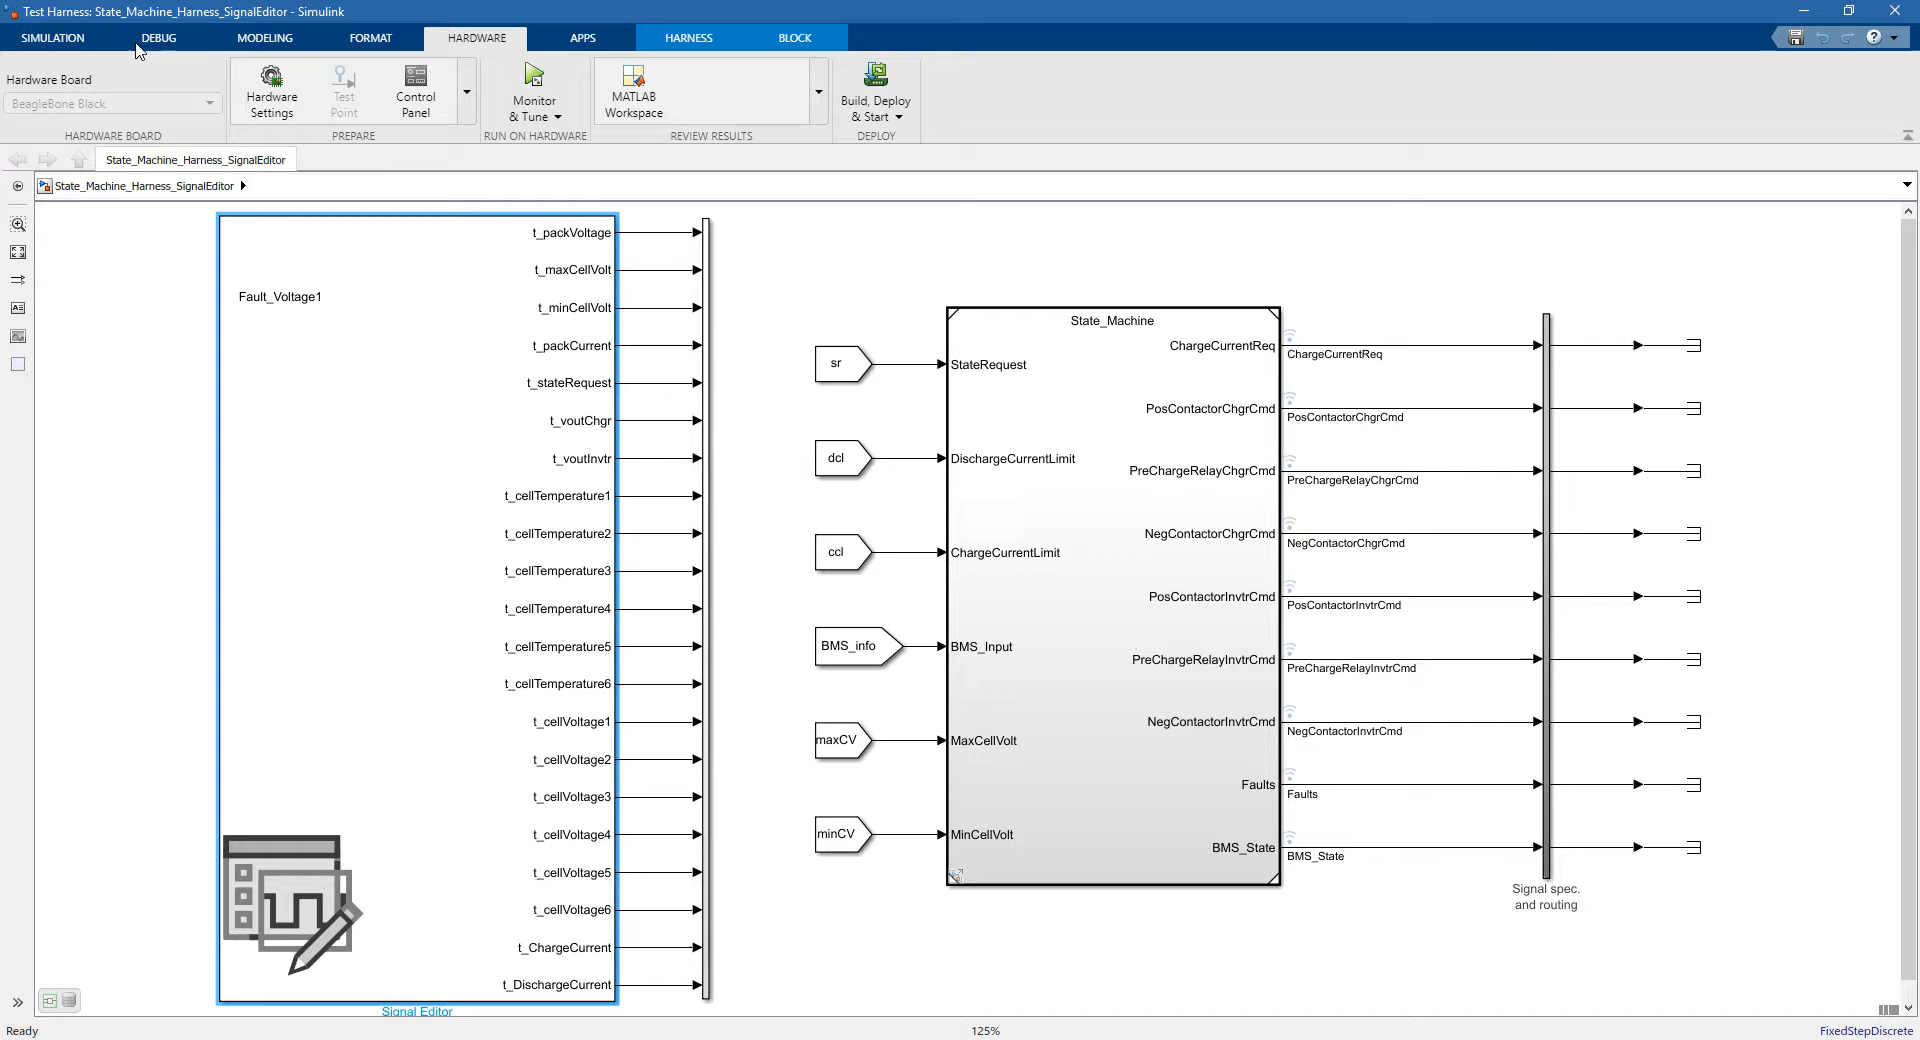 Test Harness: State_Machine_Harness_SignalEditor - Simulink
SIMULATION
DEBUG
MODELING
FORMAT
HARDWARE
APPS
HARNESS
BLOCK
Hardware Board
BeagleBone Black
HARDWARE BOARD
Hardware
Settings
Test
Point
Control
Panel
PREPARE
Monitor
& Tune
RUN ON HARDWARE
MATLAB
Workspace
REVIEW RESULTS
Build, Deploy
& Start
DEPLOY
State_Machine_Harness_SignalEditor
State_Machine_Harness_SignalEditor
Fault_Voltage1
t_packVoltage
t_maxCellVolt
t_minCellVolt
t_packCurrent
t_stateRequest
t_voutChgr
t_voutInvtr
t_cellTemperature1
t_cellTemperature2
t_cellTemperature3
t_cellTemperature4
t_cellTemperature5
t_cellTemperature6
t_cellVoltage1
t_cellVoltage2
t_cellVoltage3
t_cellVoltage4
t_cellVoltage5
t_cellVoltage6
t_ChargeCurrent
t_DischargeCurrent
Signal Editor
sr
dcl
ccl
BMS_info
maxCV
minCV
State_Machine
StateRequest
DischargeCurrentLimit
ChargeCurrentLimit
BMS_Input
MaxCellVolt
MinCellVolt
ChargeCurrentReq
PosContactorChgrCmd
PreChargeRelayChgrCmd
NegContactorChgrCmd
PosContactorInvtrCmd
PreChargeRelayInvtrCmd
NegContactorInvtrCmd
Faults
BMS_State
ChargeCurrentReq
PosContactorChgrCmd
PreChargeRelayChgrCmd
NegContactorChgrCmd
PosContactorInvtrCmd
PreChargeRelayInvtrCmd
NegContactorInvtrCmd
Faults
BMS_State
Signal spec.
and routing
Ready
125%
FixedStepDiscrete